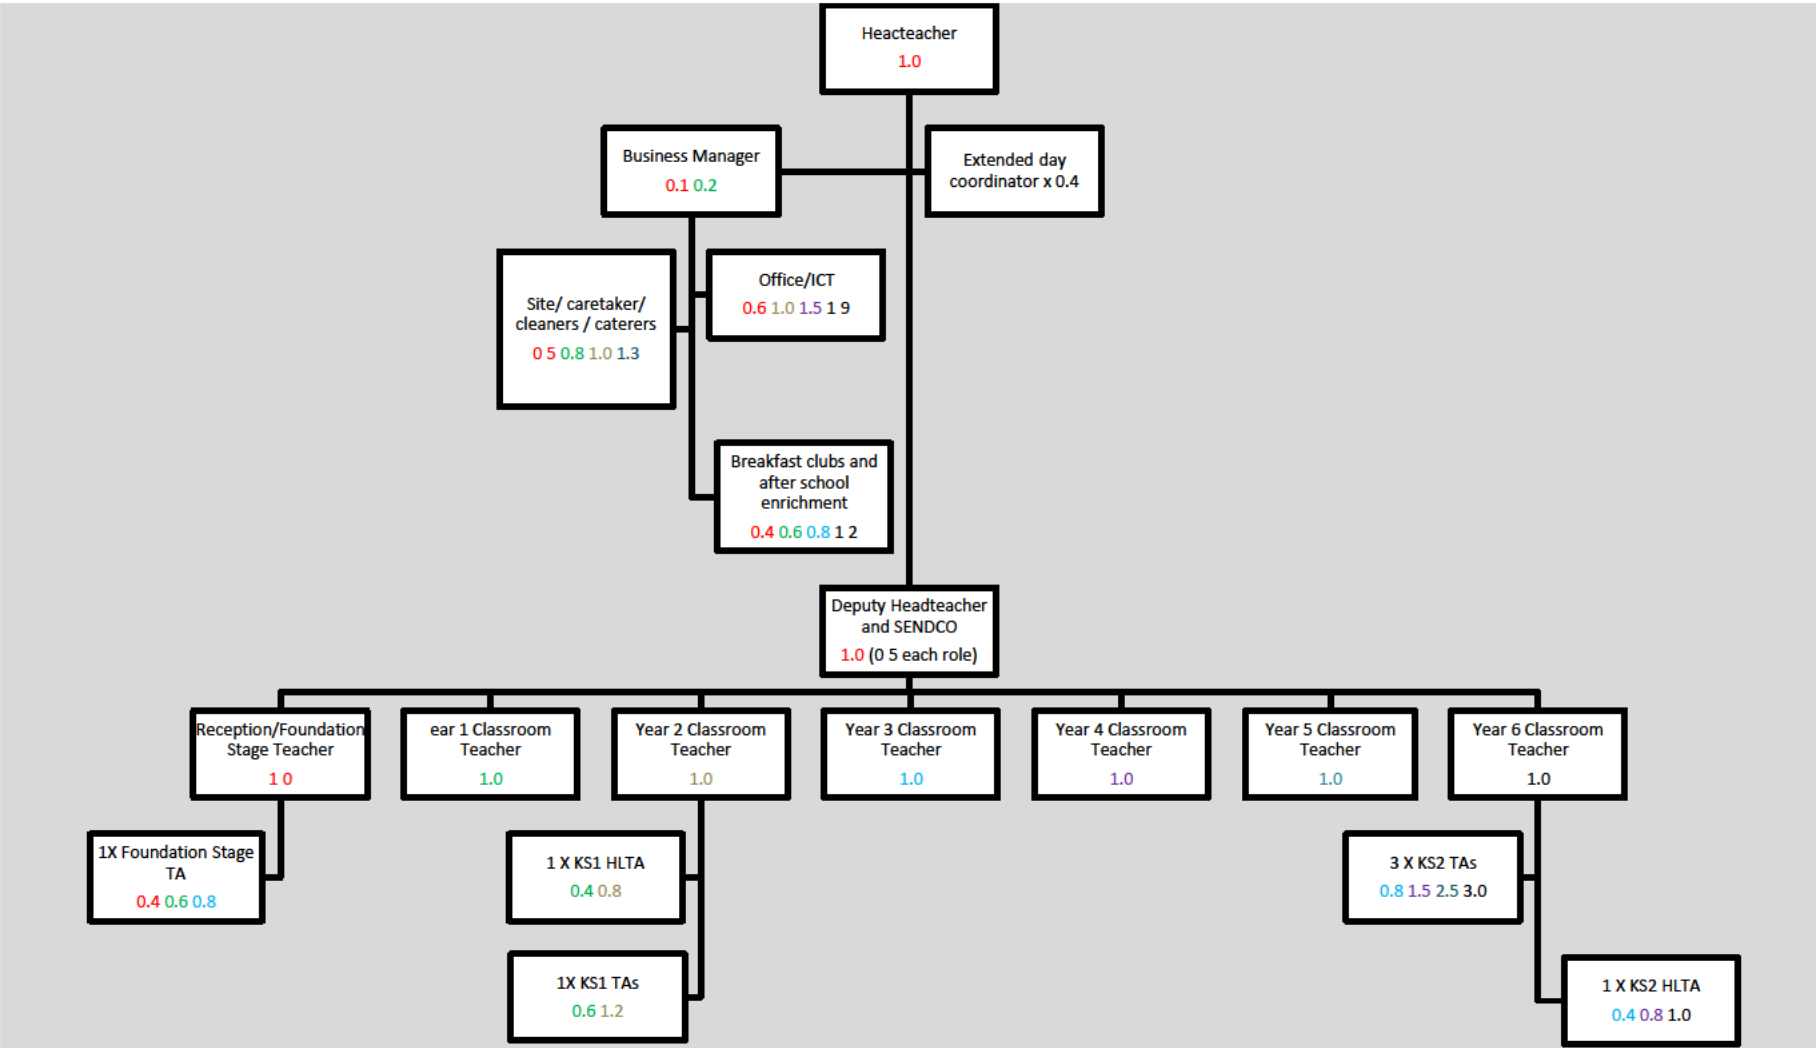 Heacteacher
1.0
Business Manager
0.1 0.2
Extended day
coordinator x 0.4
Site/ caretaker/
cleaners / caterers
0 5 0.8 1.0 1.3
Office/ICT
0.6 1.0 1.5 1 9
Breakfast clubs and
after school
enrichment
0.4 0.6 0.8 1 2
Deputy Headteacher
and SENDCO
1.0 (0 5 each role)
Reception/Foundation
Stage Teacher
1 0
ear 1 Classroom
Teacher
1.0
Year 2 Classroom
Teacher
1.0
Year 3 Classroom
Teacher
1.0
Year 4 Classroom
Teacher
1.0
Year 5 Classroom
Teacher
1.0
Year 6 Classroom
Teacher
1.0
1X Foundation Stage
TA
0.4 0.6 0.8
1 X KS1 HLTA
0.4 0.8
3 X KS2 TAs
0.8 1.5 2.5 3.0
1X KS1 TAs
0.6 1.2
1 X KS2 HLTA
0.4 0.8 1.0